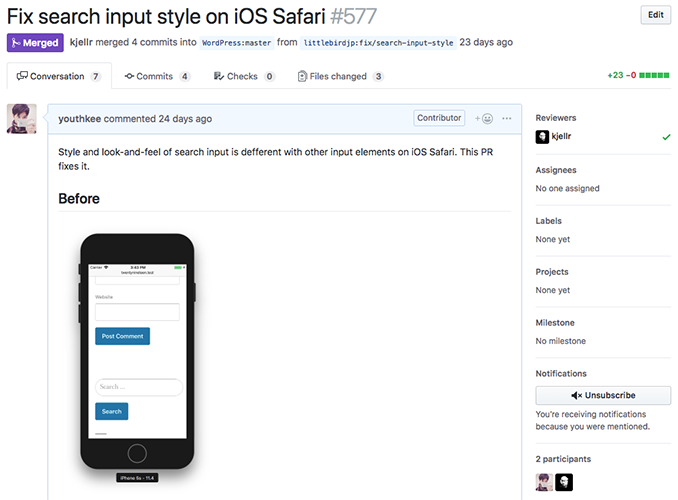 Fix search input style on iOS Safari #577
Edit
Merged kjellr merged 4 commits into WordPress:master from littlebirdjp:fix/search-input-style 23 days ago
Conversation 7 Commits 4 Checks 0 Files changed 3 +23 −0
youthkee commented 24 days ago Contributor
Style and look-and-feel of search input is defferent with other input elements on iOS Safari. This PR
fixes it.
Before
Carrier 3:43 PM
Website
Post Comment
Search ...
Search
iPhone 5s - 11.4
Reviewers
kjellr
Assignees
No one assigned
Labels
None yet
Projects
None yet
Milestone
No milestone
Notifications
Unsubscribe
You’re receiving notifications
because you were mentioned.
2 participants